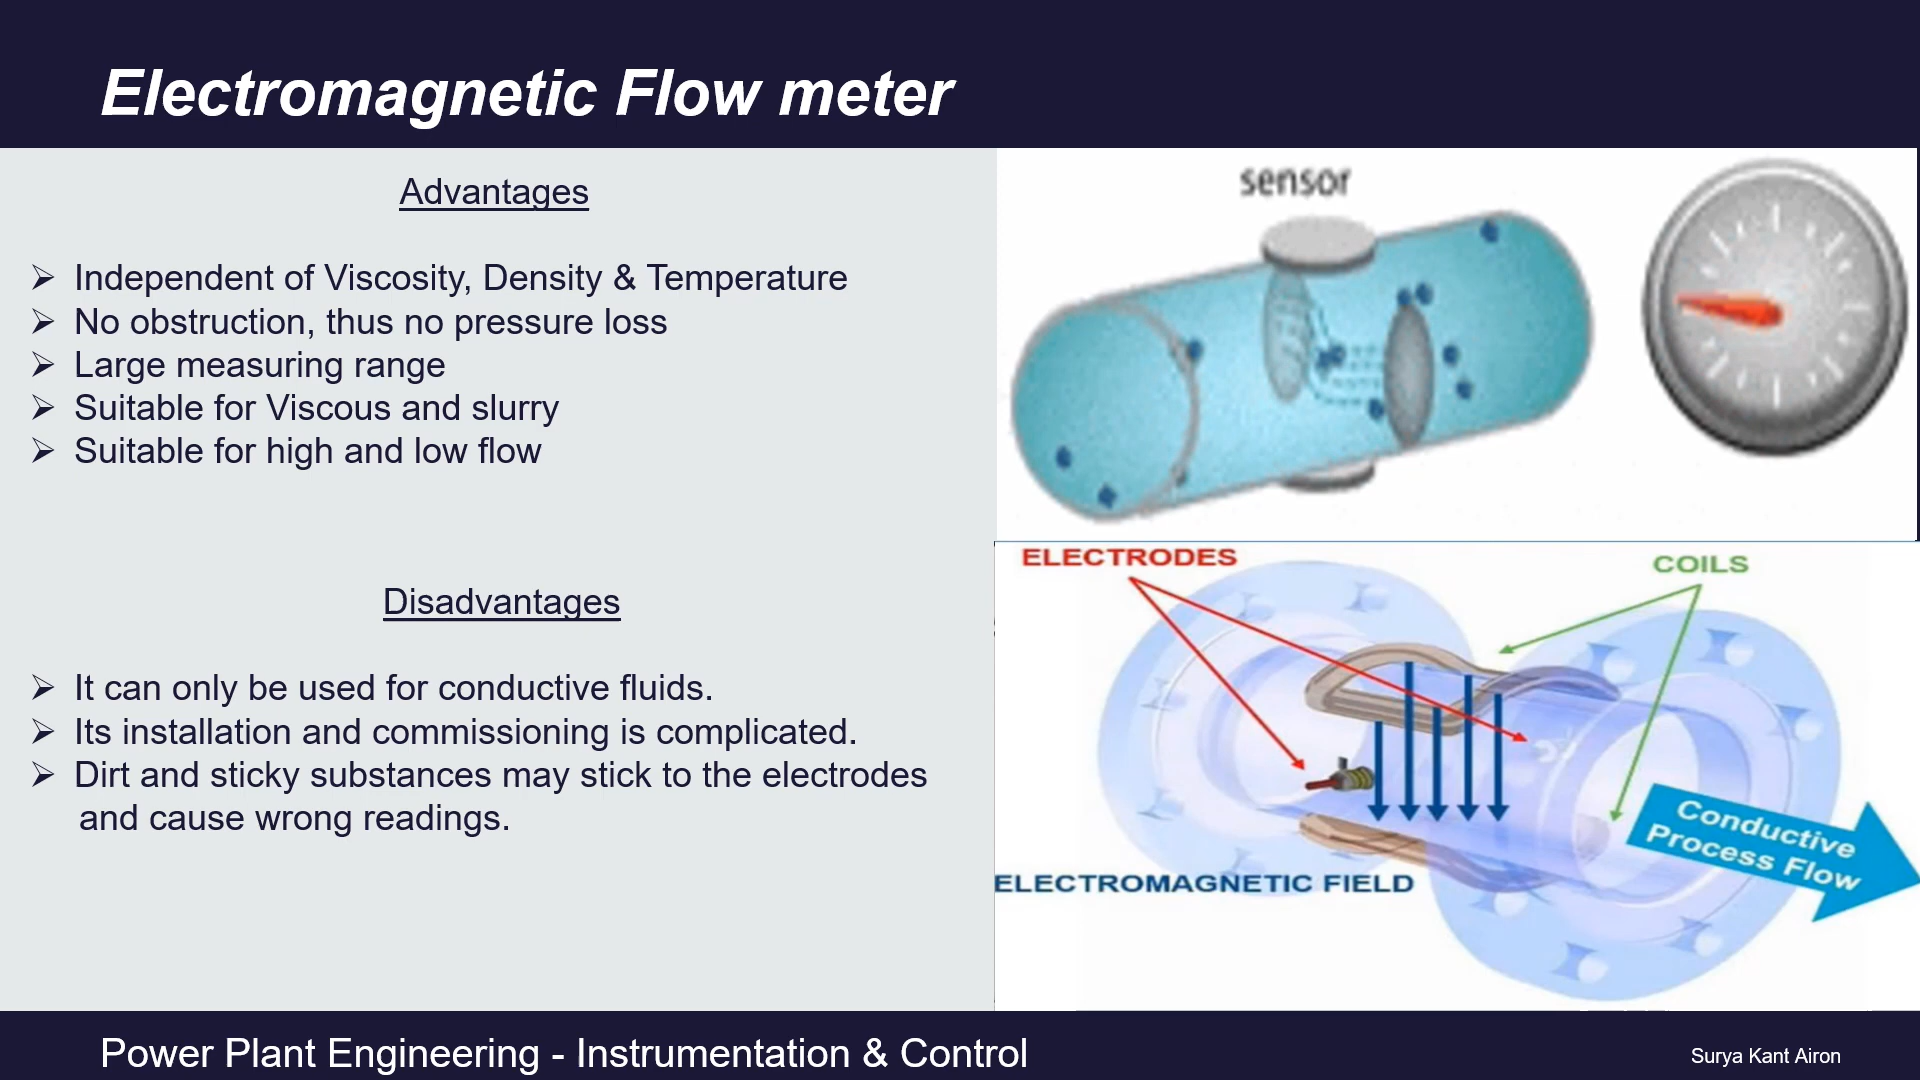 Electromagnetic Flow meter
Advantages
Independent of Viscosity, Density & Temperature
No obstruction, thus no pressure loss
Large measuring range
Suitable for Viscous and slurry
Suitable for high and low flow
Disadvantages
It can only be used for conductive fluids.
Its installation and commissioning is complicated.
Dirt and sticky substances may stick to the electrodes
and cause wrong readings.
sensor
ELECTRODES
COILS
Conductive
Process Flow
ELECTROMAGNETIC FIELD
Power Plant Engineering - Instrumentation & Control
Surya Kant Airon